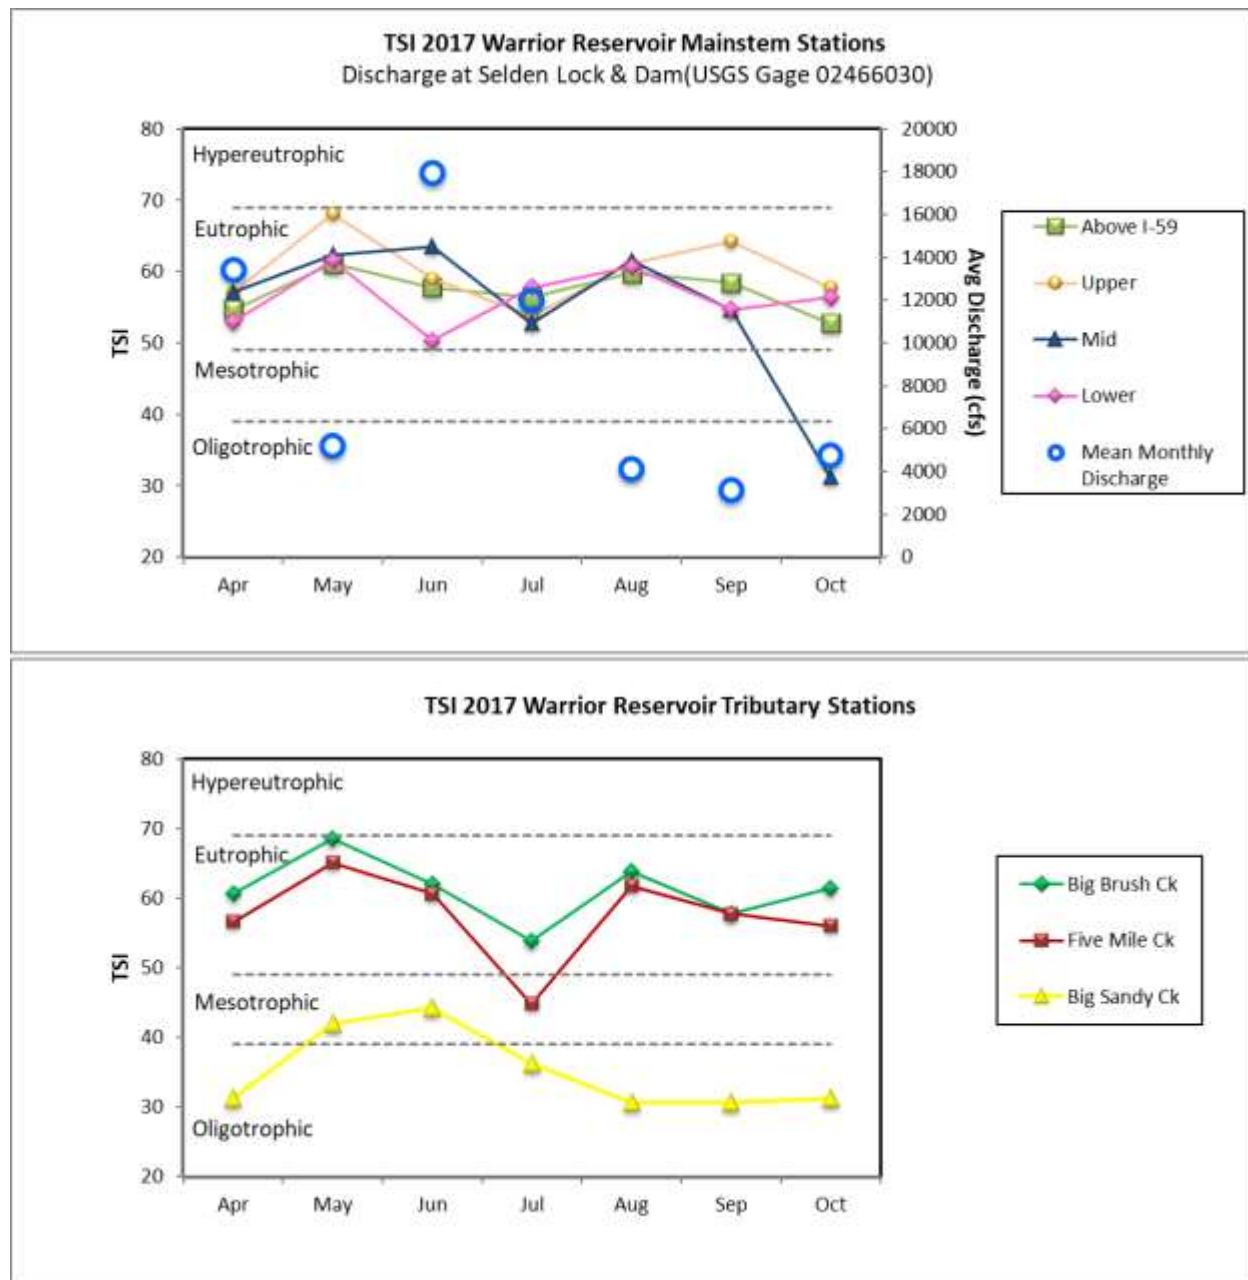 TSI 2017 Warrior Reservoir Mainstem Stations
Discharge at Selden Lock & Dam(USGS Gage 02466030)
80
70
60
50
40
30
20
TSI
Hypereutrophic
Eutrophic
Mesotrophic
Oligotrophic
20000
18000
16000
14000
12000
10000
8000
6000
4000
2000
0
Avg Discharge (cfs)
Apr May Jun Jul Aug Sep Oct
Above I-59
Upper
Mid
Lower
Mean Monthly
Discharge
TSI 2017 Warrior Reservoir Tributary Stations
80
70
60
50
40
30
20
TSI
Hypereutrophic
Eutrophic
Mesotrophic
Oligotrophic
Apr May Jun Jul Aug Sep Oct
Big Brush Ck
Five Mile Ck
Big Sandy Ck